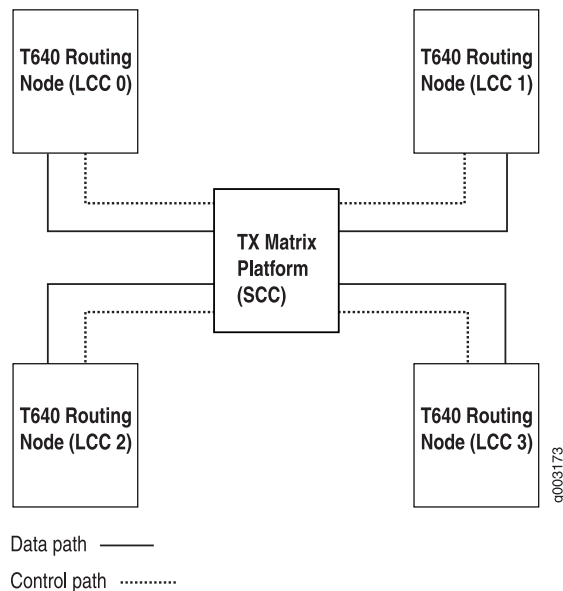 T640 Routing
Node (LCC 0)
T640 Routing
Node (LCC 1)
TX Matrix
Platform
(SCC)
T640 Routing
Node (LCC 2)
T640 Routing
Node (LCC 3)
g003173
Data path
Control path